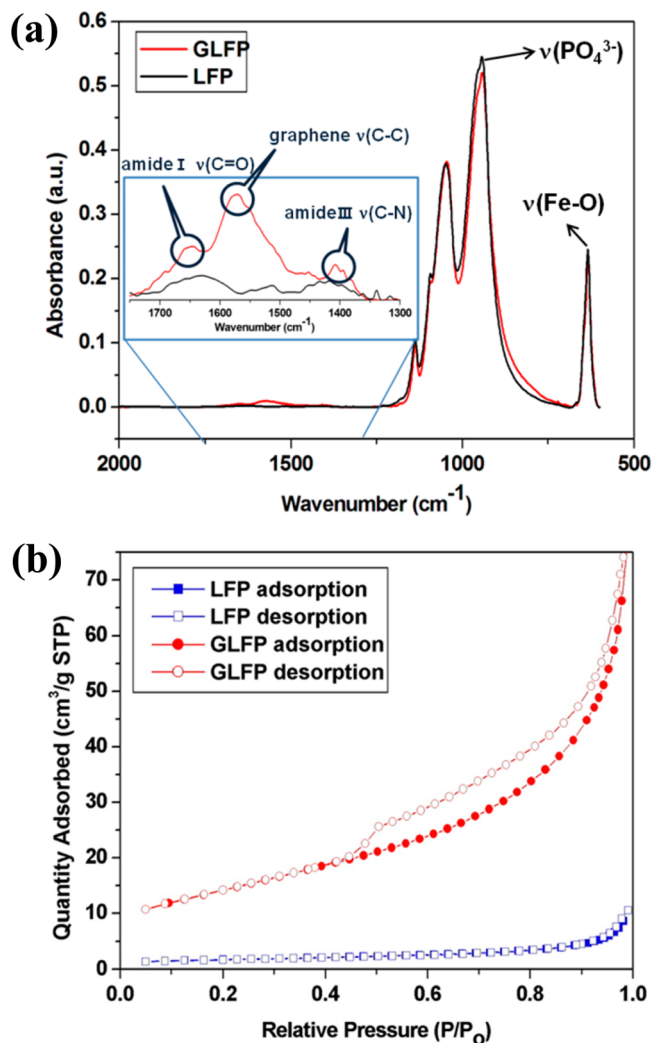 (a)
GLFP
LFP
ν(PO₄³⁻)
ν(Fe-O)
graphene ν(C-C)
amide I ν(C=O)
amide III ν(C-N)
1700 1600 1500 1400 1300
Wavenumber (cm⁻¹)
0.6
0.5
0.4
0.3
0.2
0.1
0.0
Absorbance (a.u.)
2000 1500 1000 500
Wavenumber (cm⁻¹)
(b)
LFP adsorption
LFP desorption
GLFP adsorption
GLFP desorption
70
60
50
40
30
20
10
0
Quantity Adsorbed (cm³/g STP)
0.0 0.2 0.4 0.6 0.8 1.0
Relative Pressure (P/P₀)